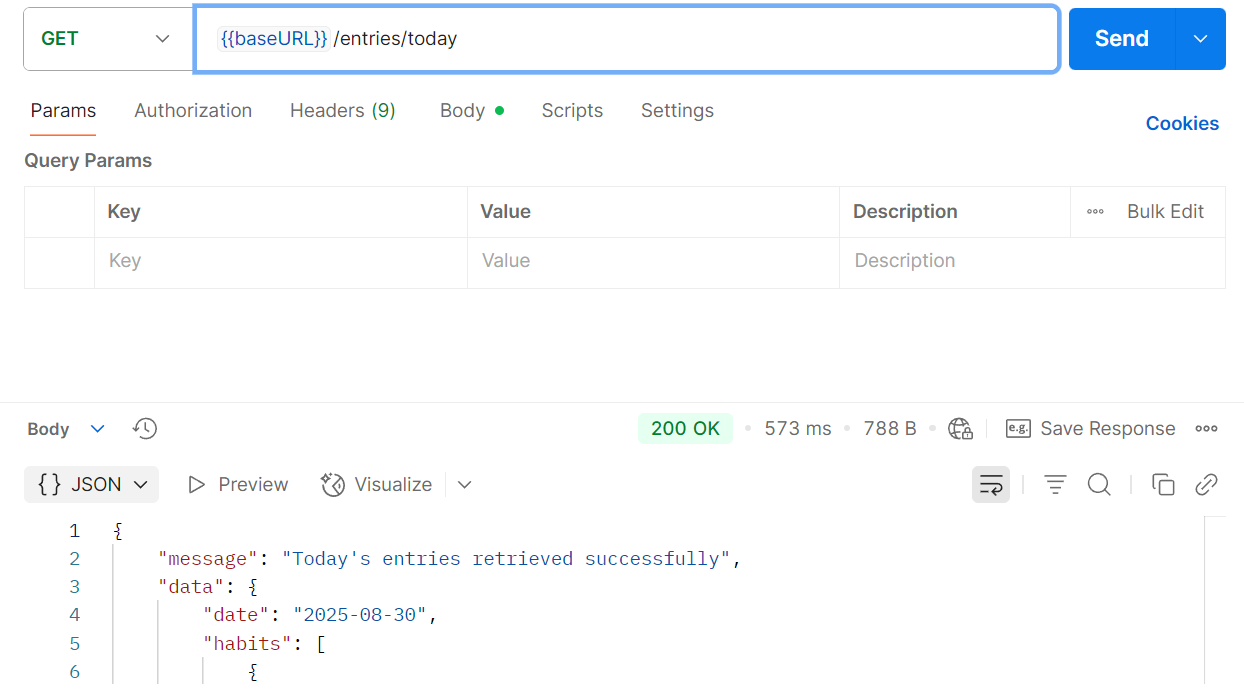 GET {{baseURL}} /entries/today Send
Params Authorization Headers (9) Body Scripts Settings Cookies
Query Params
Key Value Description Bulk Edit
Key Value Description
Body 200 OK 573 ms 788 B e.g. Save Response
{} JSON Preview Visualize
1 {
2 "message": "Today's entries retrieved successfully",
3 "data": {
4 "date": "2025-08-30",
5 "habits": [
6 {